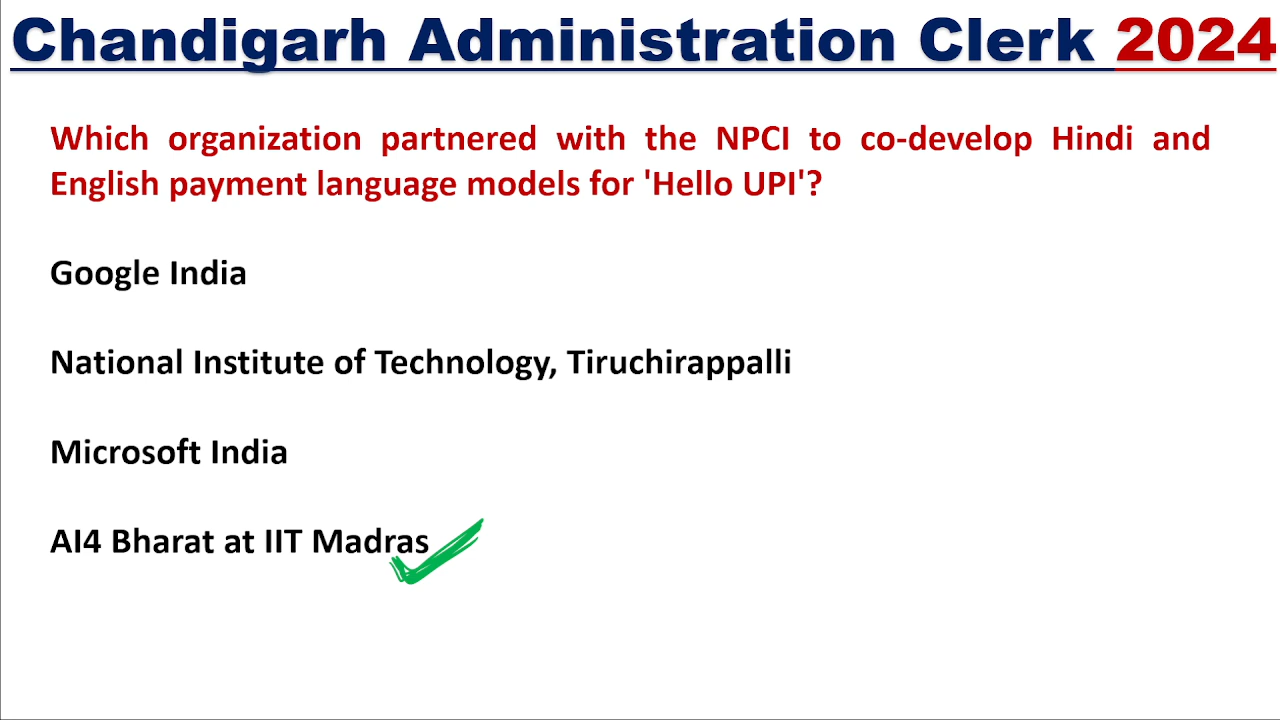 Chandigarh Administration Clerk 2024
Which organization partnered with the NPCI to co-develop Hindi and
English payment language models for 'Hello UPI'?
Google India
National Institute of Technology, Tiruchirappalli
Microsoft India
AI4 Bharat at IIT Madras